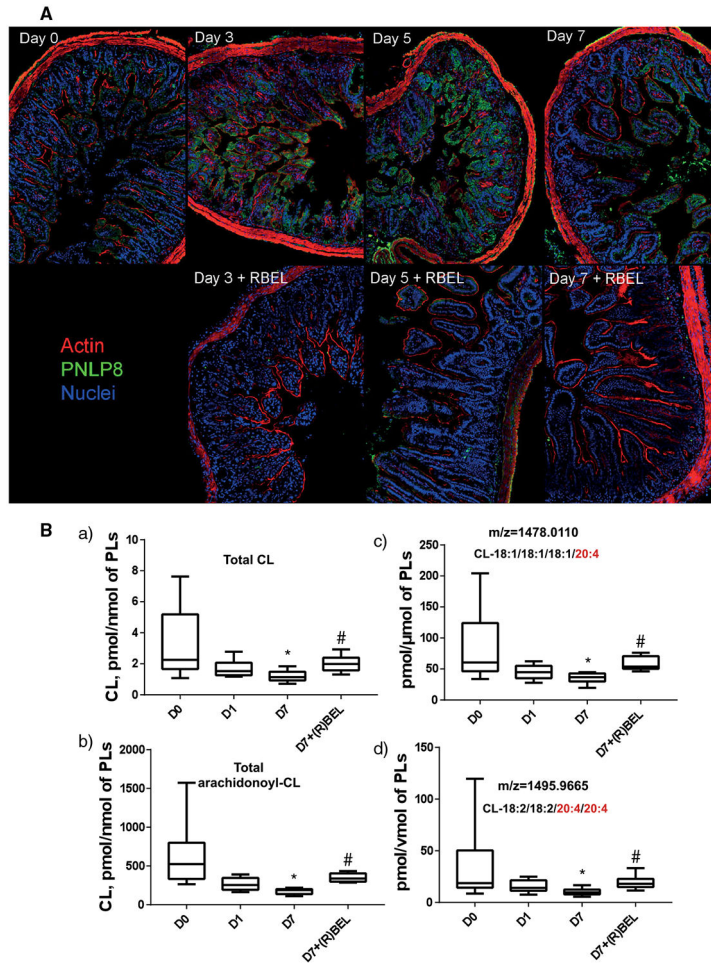 A
Day 0
Day 3
Day 5
Day 7
Day 3 + RBEL
Day 5 + RBEL
Day 7 + RBEL
Actin
PNLP8
Nuclei
B
a)
Total CL
CL, pmol/nmol of PLs
10
8
6
4
2
0
*
#
D0
D1
D7
D7+(R)BEL
b)
Total
arachidonoyl-CL
CL, pmol/nmol of PLs
2000
1500
1000
500
0
*
#
D0
D1
D7
D7+(R)BEL
c)
m/z=1478.0110
CL-18:1/18:1/18:1/20:4
pmol/μmol of PLs
250
200
150
100
50
0
*
#
D0
D1
D7
D7+(R)BEL
d)
m/z=1495.9665
CL-18:2/18:2/20:4/20:4
pmol/vmol of PLs
150
100
50
0
*
#
D0
D1
D7
D7+(R)BEL